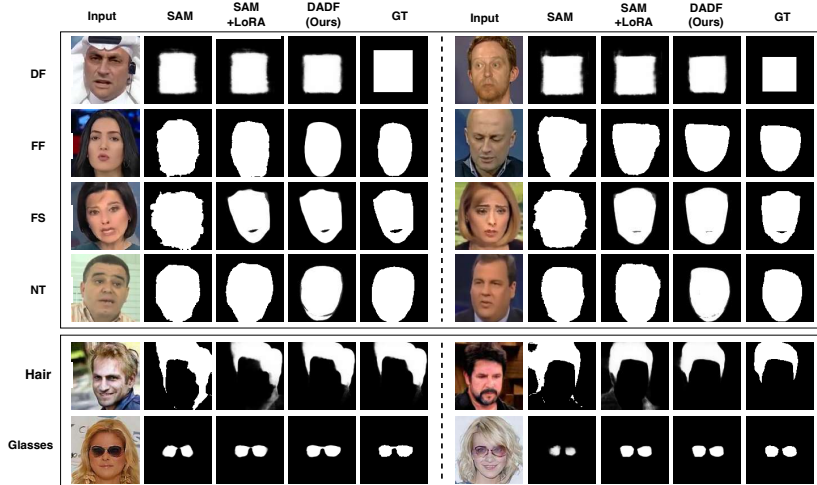 Input SAM SAM +LoRA DADF (Ours) GT Input SAM SAM +LoRA DADF (Ours) GT
DF
FF
FS
NT
Hair
Glasses